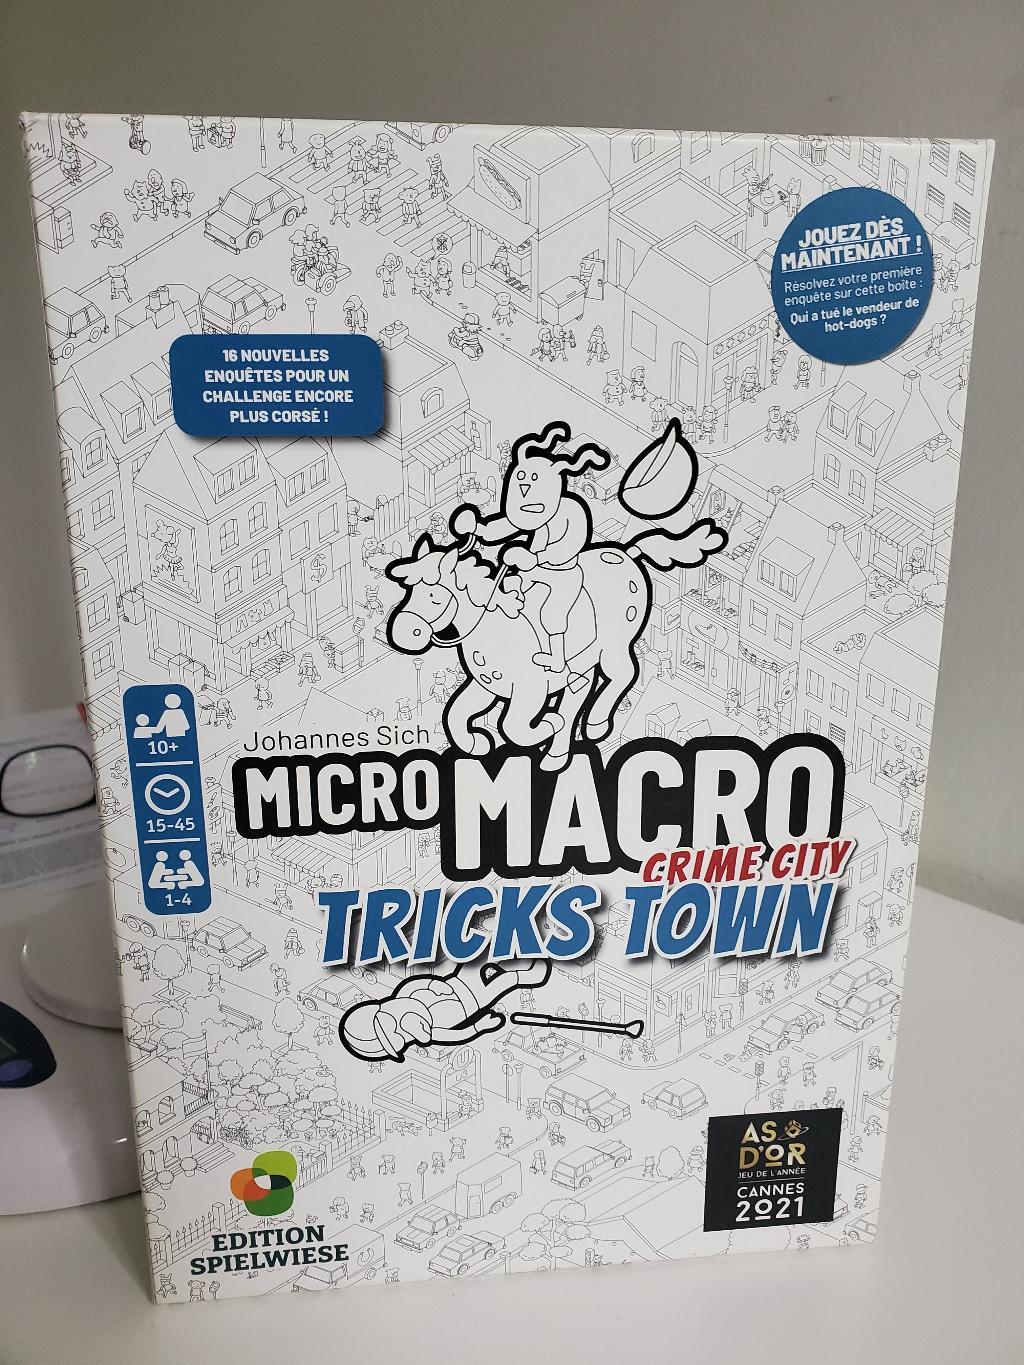 JOUEZ DÈS
MAINTENANT !
Résolvez votre première
enquête sur cette boîte :
Qui a tué le vendeur de
hot-dogs ?
16 NOUVELLES
ENQUÊTES POUR UN
CHALLENGE ENCORE
PLUS CORSÉ !
10+
15-45
1-4
Johannes Sich
MICRO MACRO
CRIME CITY
TRICKS TOWN
EDITION
SPIELWIESE
AS
D'OR
JEU DE L'ANNÉE
CANNES
2021